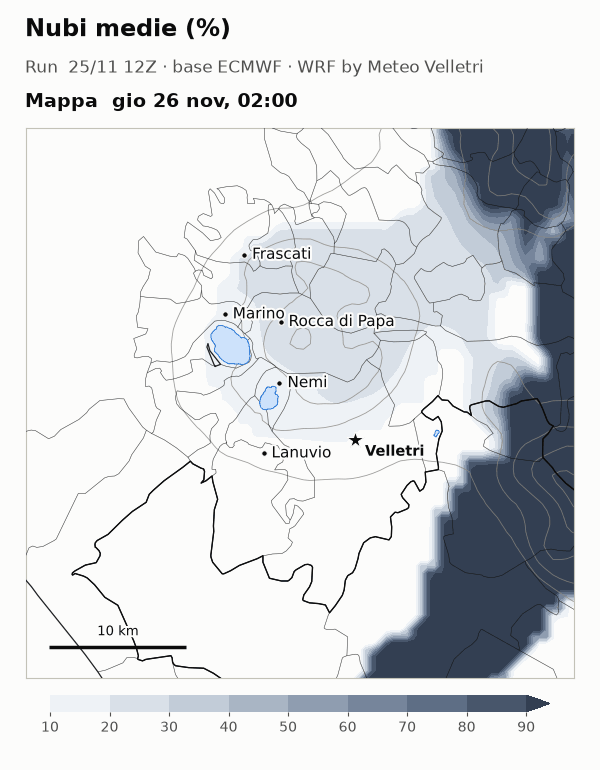 Nubi medie (%)
Run  25/11 12Z · base ECMWF · WRF by Meteo Velletri
Mappa  gio 26 nov, 02:00
Frascati
Marino
Rocca di Papa
Nemi
Velletri
Lanuvio
10 km
10 20 30 40 50 60 70 80 90